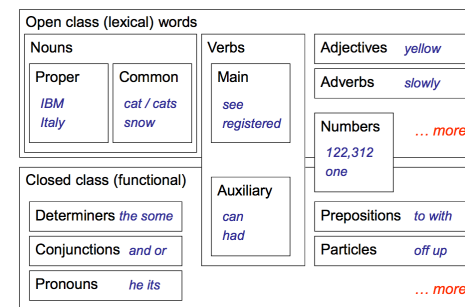 Open class (lexical) words
Nouns
Proper
IBM
Italy
Common
cat / cats
snow
Verbs
Main
see
registered
Adjectives yellow
Adverbs slowly
Numbers
122,312
one
… more
Closed class (functional)
Determiners the some
Conjunctions and or
Pronouns he its
Auxiliary
can
had
Prepositions to with
Particles off up
… more